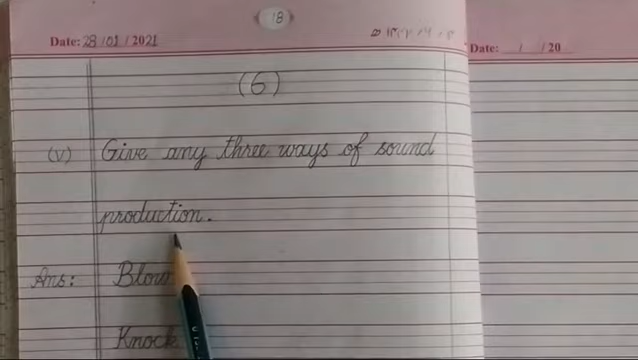 18
Date: 28/01/2021
Date: / /20
(6)
(v) Give any three ways of sound
production.
Ans: Blow
Knock